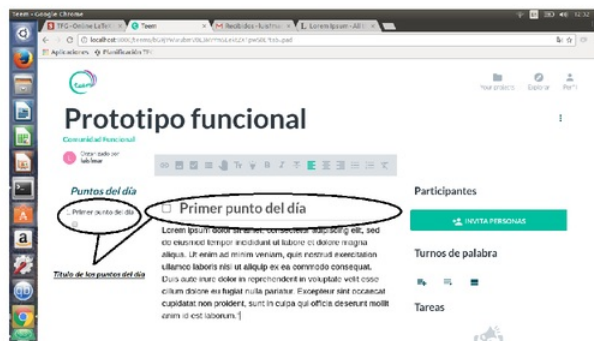 Teem - Google Chrome
12:32
TFG - Online LaTeX
Teem
Recibidos
Lorem Ipsum - All
localhost
Aplicaciones
Planificación TFG
teem
Your projects
Explorar
Perfil
Prototipo funcional
Comunidad Funcional
Organizado por
Puntos del día
Participantes
Primer punto del día
Primer punto del día
INVITA PERSONAS
Lorem ipsum dolor sit amet, consectetur adipiscing elit, sed
do eiusmod tempor incididunt ut labore et dolore magna
aliqua. Ut enim ad minim veniam, quis nostrud exercitation
ullamco laboris nisi ut aliquip ex ea commodo consequat.
Duis aute irure dolor in reprehenderit in voluptate velit esse
cillum dolore eu fugiat nulla pariatur. Excepteur sint occaecat
cupidatat non proident, sunt in culpa qui officia deserunt mollit
anim id est laborum."
Turnos de palabra
Título de los puntos del día
Tareas